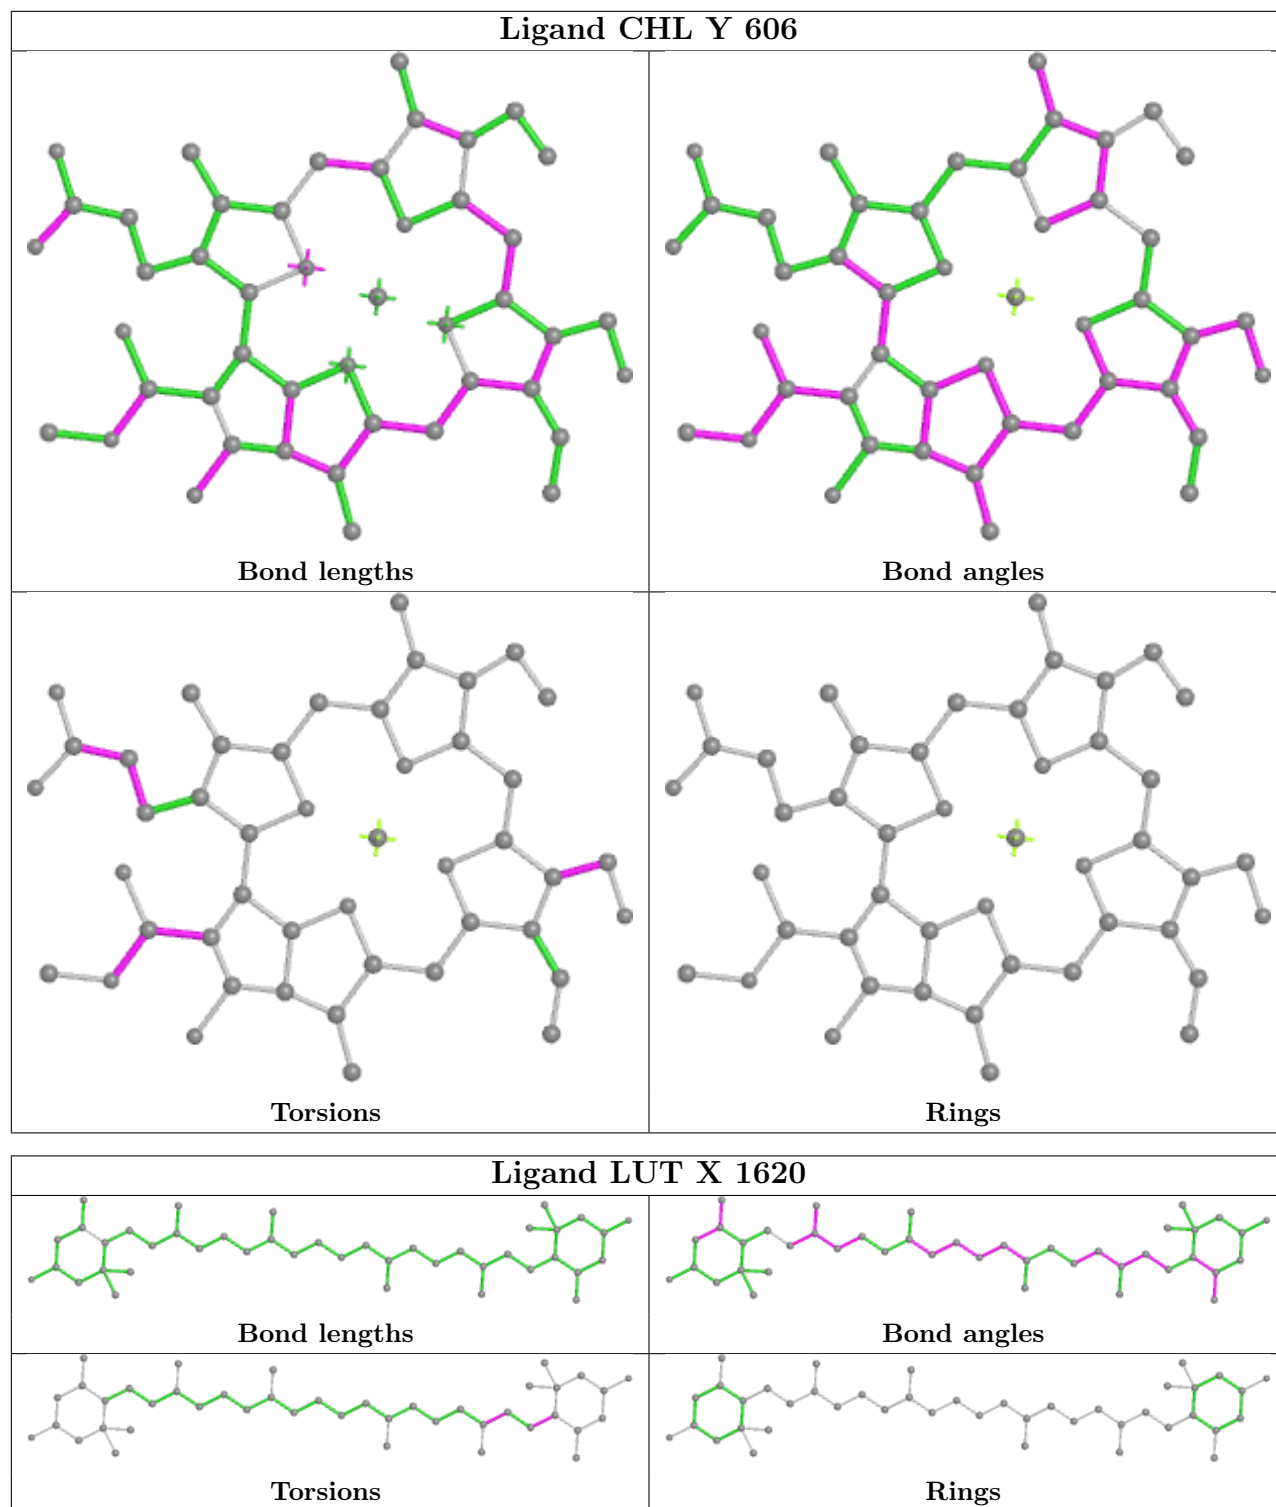 Ligand CHL Y 606
Bond lengths
Bond angles
Torsions
Rings
Ligand LUT X 1620
Bond lengths
Bond angles
Torsions
Rings